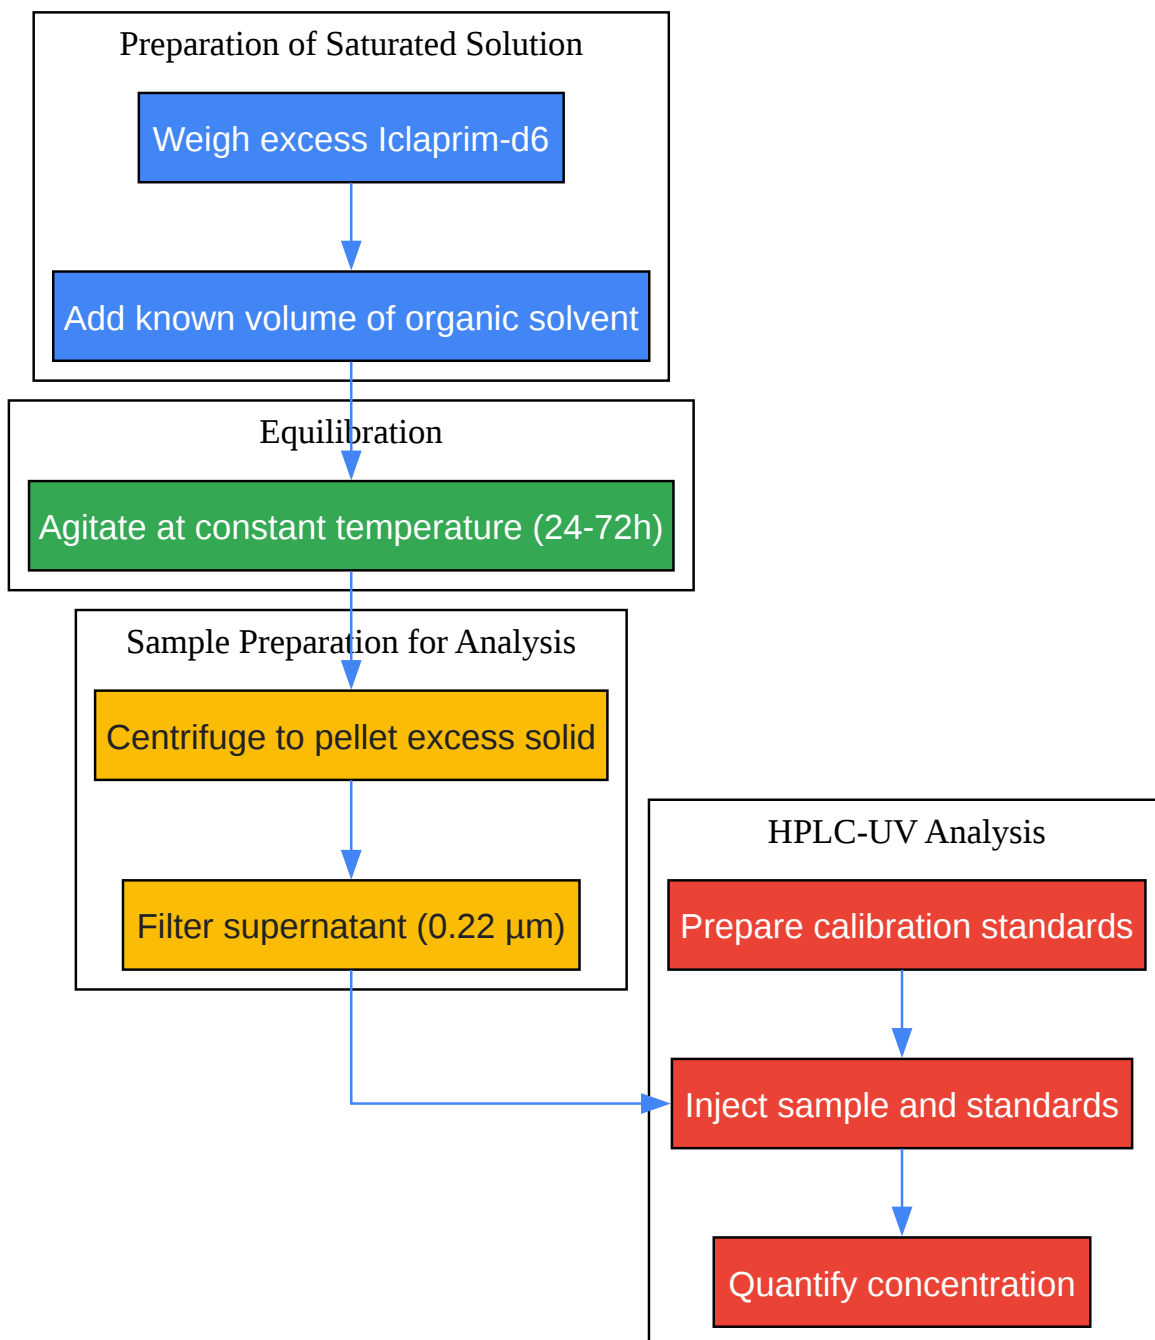 Preparation of Saturated Solution
Weigh excess Iclaprim-d6
Add known volume of organic solvent
Equilibration
Agitate at constant temperature (24-72h)
Sample Preparation for Analysis
Centrifuge to pellet excess solid
Filter supernatant (0.22 µm)
HPLC-UV Analysis
Prepare calibration standards
Inject sample and standards
Quantify concentration